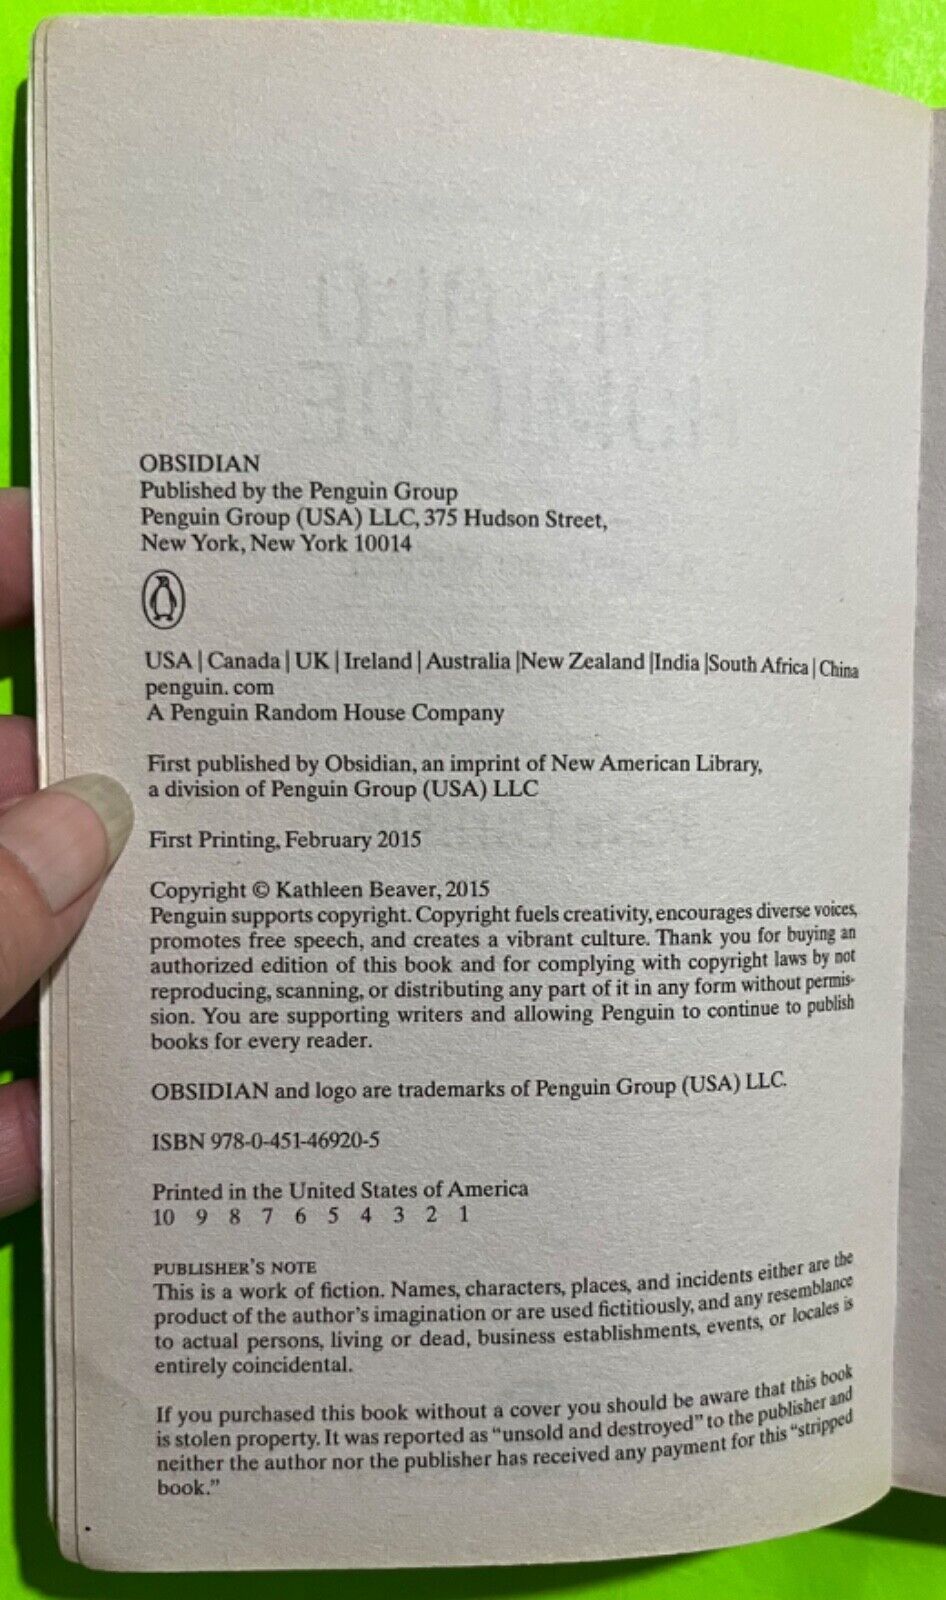 OBSIDIAN
Published by the Penguin Group
Penguin Group (USA) LLC, 375 Hudson Street,
New York, New York 10014
USA | Canada | UK | Ireland | Australia |New Zealand |India |South Africa | China
penguin. com
A Penguin Random House Company
First published by Obsidian, an imprint of New American Library,
a division of Penguin Group (USA) LLC
First Printing, February 2015
Copyright © Kathleen Beaver, 2015
Penguin supports copyright. Copyright fuels creativity, encourages diverse voices,
promotes free speech, and creates a vibrant culture. Thank you for buying an
authorized edition of this book and for complying with copyright laws by not
reproducing, scanning, or distributing any part of it in any form without permis-
sion. You are supporting writers and allowing Penguin to continue to publish
books for every reader.
OBSIDIAN and logo are trademarks of Penguin Group (USA) LLC.
ISBN 978-0-451-46920-5
Printed in the United States of America
10 9 8 7 6 5 4 3 2 1
PUBLISHER'S NOTE
This is a work of fiction. Names, characters, places, and incidents either are the
product of the author's imagination or are used fictitiously, and any resemblance
to actual persons, living or dead, business establishments, events, or locales is
entirely coincidental.
If you purchased this book without a cover you should be aware that this book
is stolen property. It was reported as “unsold and destroyed” to the publisher and
neither the author nor the publisher has received any payment for this “stripped
book.”